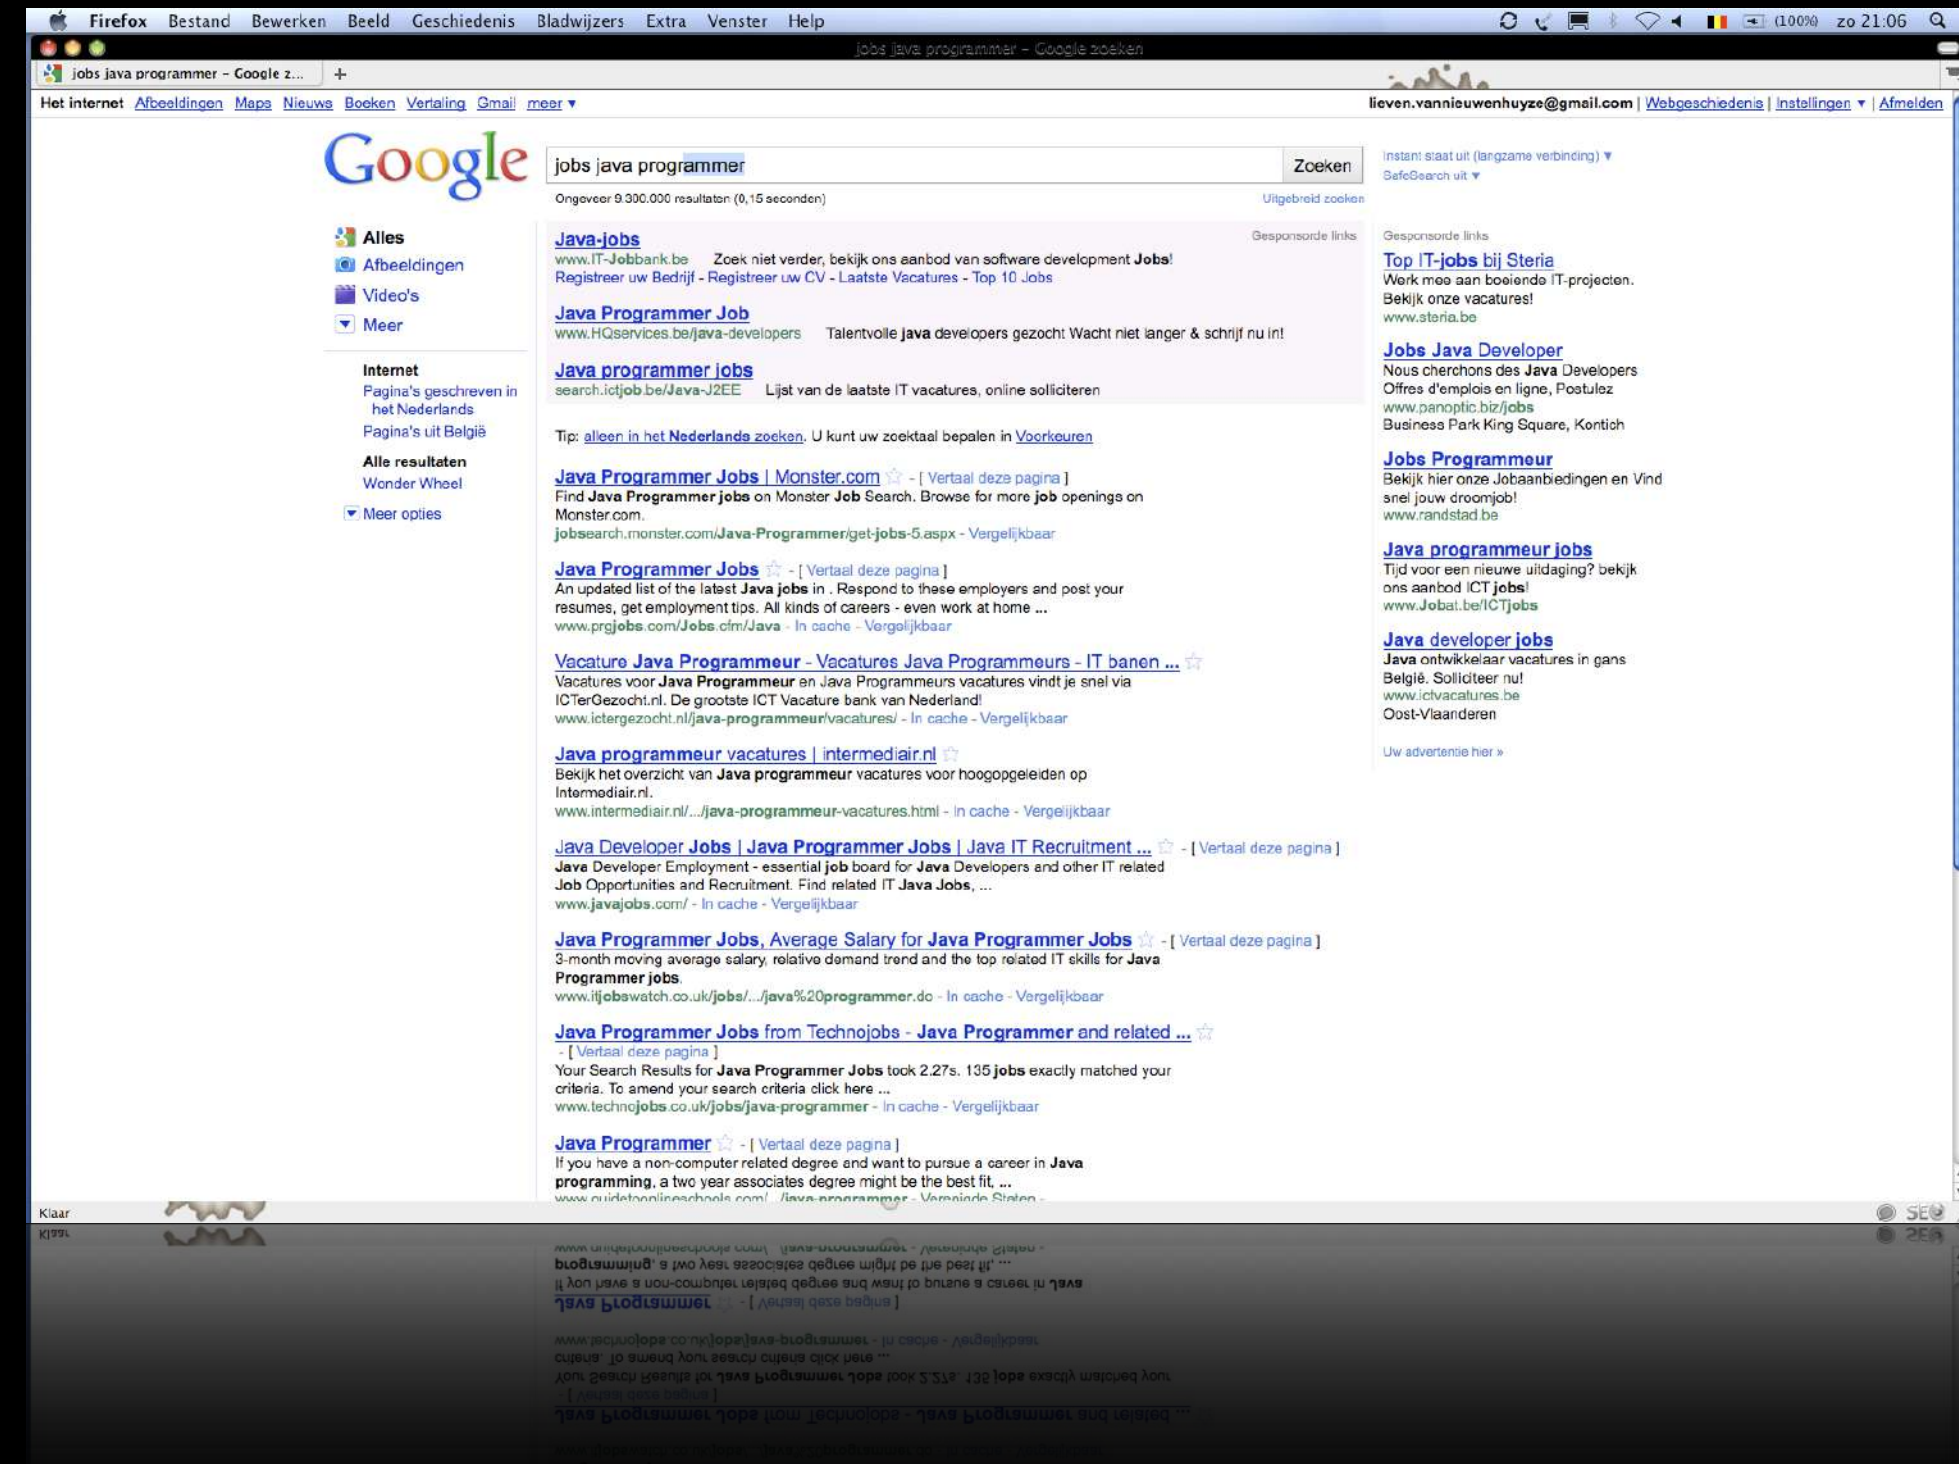 Firefox Bestand Bewerken Beeld Geschiedenis Bladwijzers Extra Venster Help (100%) zo 21:06
jobs java programmer – Google zoeken
jobs java programmer – Google z... +
Het internet Afbeeldingen Maps Nieuws Boeken Vertaling Gmail meer ▼
lieven.vannieuwenhuyze@gmail.com | Webgeschiedenis | Instellingen ▼ | Afmelden
Google
jobs java programmer
Zoeken
Instant staat uit (langzame verbinding) ▼
SafeSearch uit ▼
Ongeveer 9.300.000 resultaten (0,15 seconden)
Uitgebreid zoeken
Alles
Afbeeldingen
Video's
Meer
Internet
Pagina's geschreven in
het Nederlands
Pagina's uit België
Alle resultaten
Wonder Wheel
Meer opties
Java-jobs
Gesponsorde links
www.IT-Jobbank.be Zoek niet verder, bekijk ons aanbod van software development Jobs!
Registreer uw Bedrijf - Registreer uw CV - Laatste Vacatures - Top 10 Jobs
Java Programmer Job
www.HQservices.be/java-developers Talentvolle java developers gezocht Wacht niet langer & schrijf nu in!
Java programmer jobs
search.ictjob.be/Java-J2EE Lijst van de laatste IT vacatures, online solliciteren
Tip: alleen in het Nederlands zoeken. U kunt uw zoektaal bepalen in Voorkeuren
Java Programmer Jobs | Monster.com - [ Vertaal deze pagina ]
Find Java Programmer jobs on Monster Job Search. Browse for more job openings on
Monster.com.
jobsearch.monster.com/Java-Programmer/get-jobs-5.aspx - Vergelijkbaar
Java Programmer Jobs - [ Vertaal deze pagina ]
An updated list of the latest Java jobs in . Respond to these employers and post your
resumes, get employment tips. All kinds of careers - even work at home ...
www.prgjobs.com/Jobs.cfm/Java - In cache - Vergelijkbaar
Vacature Java Programmeur - Vacatures Java Programmeurs - IT banen ...
Vacatures voor Java Programmeur en Java Programmeurs vacatures vindt je snel via
ICTerGezocht.nl. De grootste ICT Vacature bank van Nederland!
www.ictergezocht.nl/java-programmeur/vacatures/ - In cache - Vergelijkbaar
Java programmeur vacatures | intermediair.nl
Bekijk het overzicht van Java programmeur vacatures voor hoogopgeleiden op
Intermediair.nl.
www.intermediair.nl/.../java-programmeur-vacatures.html - In cache - Vergelijkbaar
Java Developer Jobs | Java Programmer Jobs | Java IT Recruitment ... - [ Vertaal deze pagina ]
Java Developer Employment - essential job board for Java Developers and other IT related
Job Opportunities and Recruitment. Find related IT Java Jobs, ...
www.javajobs.com/ - In cache - Vergelijkbaar
Java Programmer Jobs, Average Salary for Java Programmer Jobs - [ Vertaal deze pagina ]
3-month moving average salary, relative demand trend and the top related IT skills for Java
Programmer jobs.
www.itjobswatch.co.uk/jobs/.../java%20programmer.do - In cache - Vergelijkbaar
Java Programmer Jobs from Technojobs - Java Programmer and related ...
- [ Vertaal deze pagina ]
Your Search Results for Java Programmer Jobs took 2.27s. 135 jobs exactly matched your
criteria. To amend your search criteria click here ...
www.technojobs.co.uk/jobs/java-programmer - In cache - Vergelijkbaar
Java Programmer - [ Vertaal deze pagina ]
If you have a non-computer related degree and want to pursue a career in Java
programming, a two year associates degree might be the best fit, ...
www.guidetoonlineschools.com/.../java-programmer - Verenigde Staten -
Gesponsorde links
Top IT-jobs bij Steria
Werk mee aan boeiende IT-projecten.
Bekijk onze vacatures!
www.steria.be
Jobs Java Developer
Nous cherchons des Java Developers
Offres d'emplois en ligne, Postulez
www.panoptic.biz/jobs
Business Park King Square, Kontich
Jobs Programmeur
Bekijk hier onze Jobaanbiedingen en Vind
snel jouw droomjob!
www.randstad.be
Java programmeur jobs
Tijd voor een nieuwe uitdaging? bekijk
ons aanbod ICT jobs!
www.Jobat.be/ICTjobs
Java developer jobs
Java ontwikkelaar vacatures in gans
België. Solliciteer nu!
www.ictvacatures.be
Oost-Vlaanderen
Uw advertentie hier »
Klaar